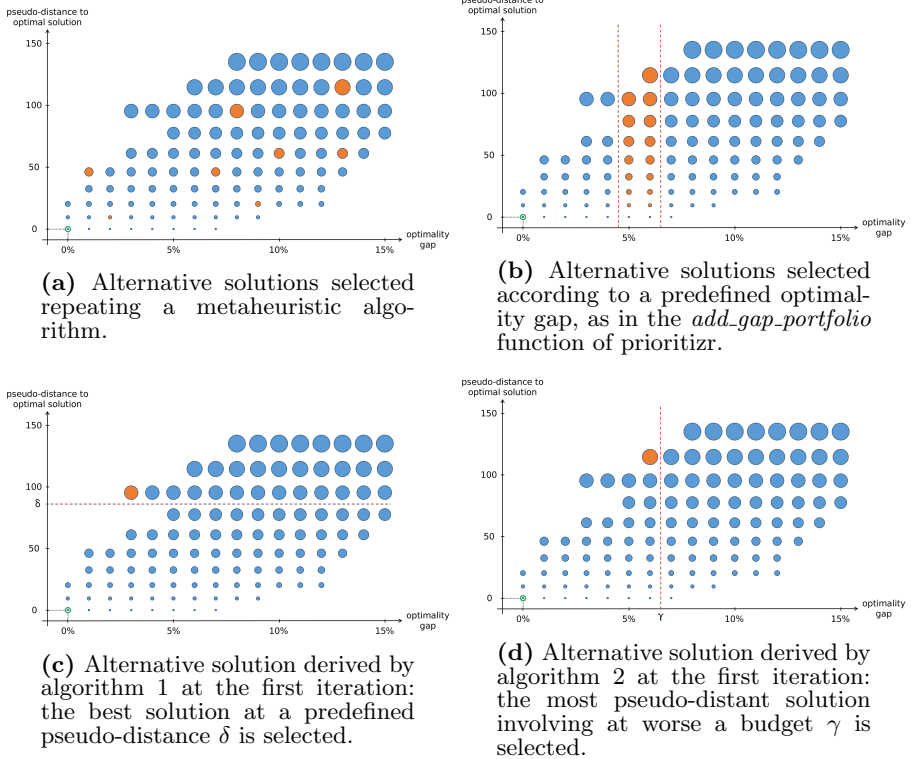 pseudo-distance to
optimal solution
150
100
50
0
0%
5%
10%
15%
optimality
gap
(a) Alternative solutions selected
repeating a metaheuristic algo-
rithm.
pseudo-distance to
optimal solution
150
100
50
0
0%
5%
10%
15%
optimality
gap
(b) Alternative solutions selected
according to a predefined optimal-
ity gap, as in the add_gap_portfolio
function of prioritizr.
pseudo-distance to
optimal solution
150
100
δ
50
0
0%
5%
10%
15%
optimality
gap
(c) Alternative solution derived by
algorithm 1 at the first iteration:
the best solution at a predefined
pseudo-distance δ is selected.
pseudo-distance to
optimal solution
150
100
50
0
0%
5%
γ
10%
15%
optimality
gap
(d) Alternative solution derived by
algorithm 2 at the first iteration:
the most pseudo-distant solution
involving at worse a budget γ is
selected.